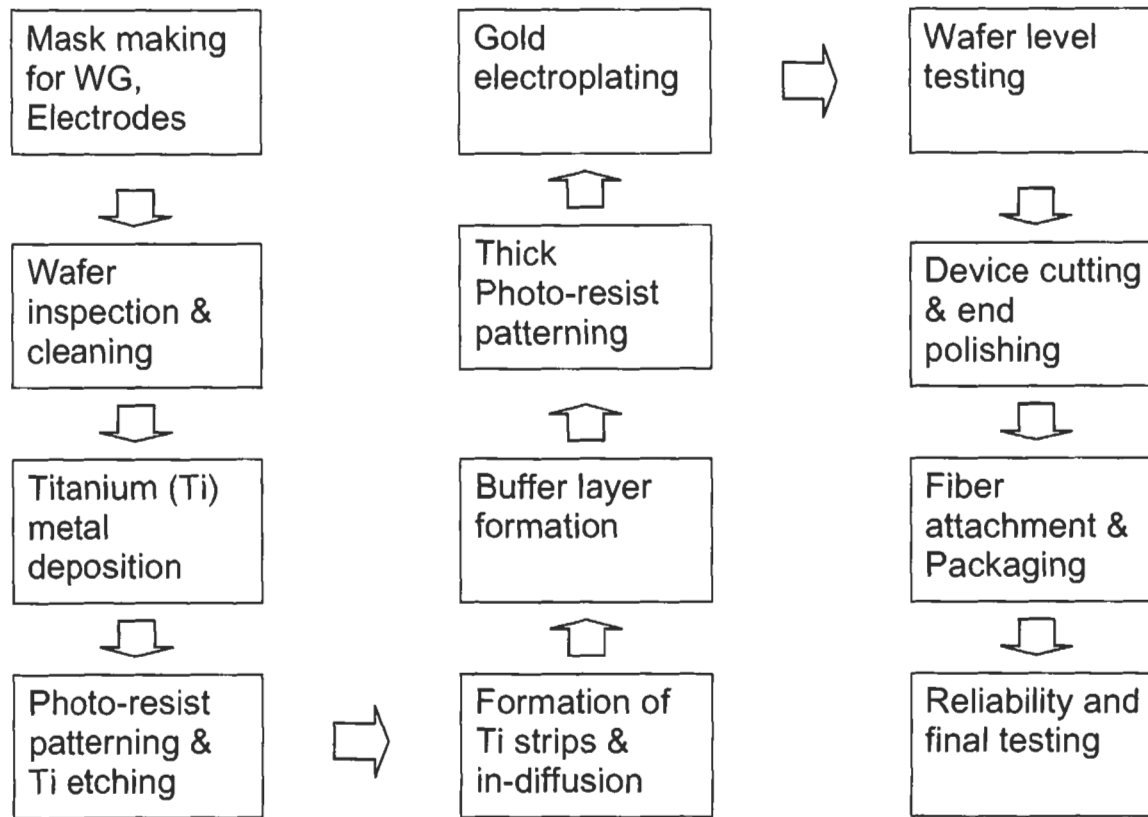 Mask making
for WG,
Electrodes
Wafer
inspection &
cleaning
Titanium (Ti)
metal
deposition
Photo-resist
patterning &
Ti etching
Formation of
Ti strips &
in-diffusion
Buffer layer
formation
Thick
Photo-resist
patterning
Gold
electroplating
Wafer level
testing
Device cutting
& end
polishing
Fiber
attachment &
Packaging
Reliability and
final testing